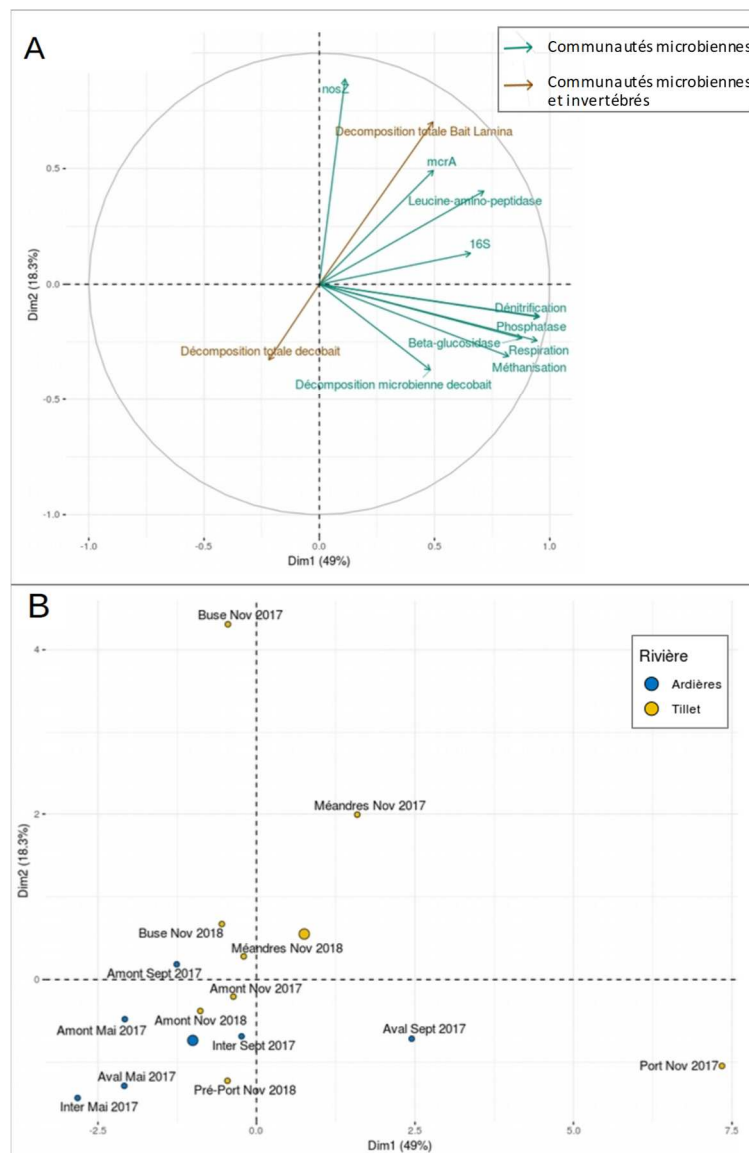 A
Communautés microbiennes
Communautés microbiennes
et invertébrés
nosZ
Decomposition totale Bait Lamina
0.5
mcrA
Leucine-amino-peptidase
16S
Dim2 (18.3%)
0.0
Dénitrification
Phosphatase
Beta-glucosidase
Respiration
Décomposition totale decobait
Méthanisation
Décomposition microbienne decobait
-0.5
-1.0
-1.0 -0.5 0.0 0.5 1.0
Dim1 (49%)
B
Buse Nov 2017
4
Rivière
Ardières
Tillet
Méandres Nov 2017
2
Dim2 (18.3%)
Buse Nov 2018
Méandres Nov 2018
Amont Sept 2017
0
Amont Nov 2017
Amont Mai 2017
Amont Nov 2018
Aval Sept 2017
Inter Sept 2017
Port Nov 2017
Aval Mai 2017
Pré-Port Nov 2018
Inter Mai 2017
-2.5 0.0 2.5 5.0 7.5
Dim1 (49%)